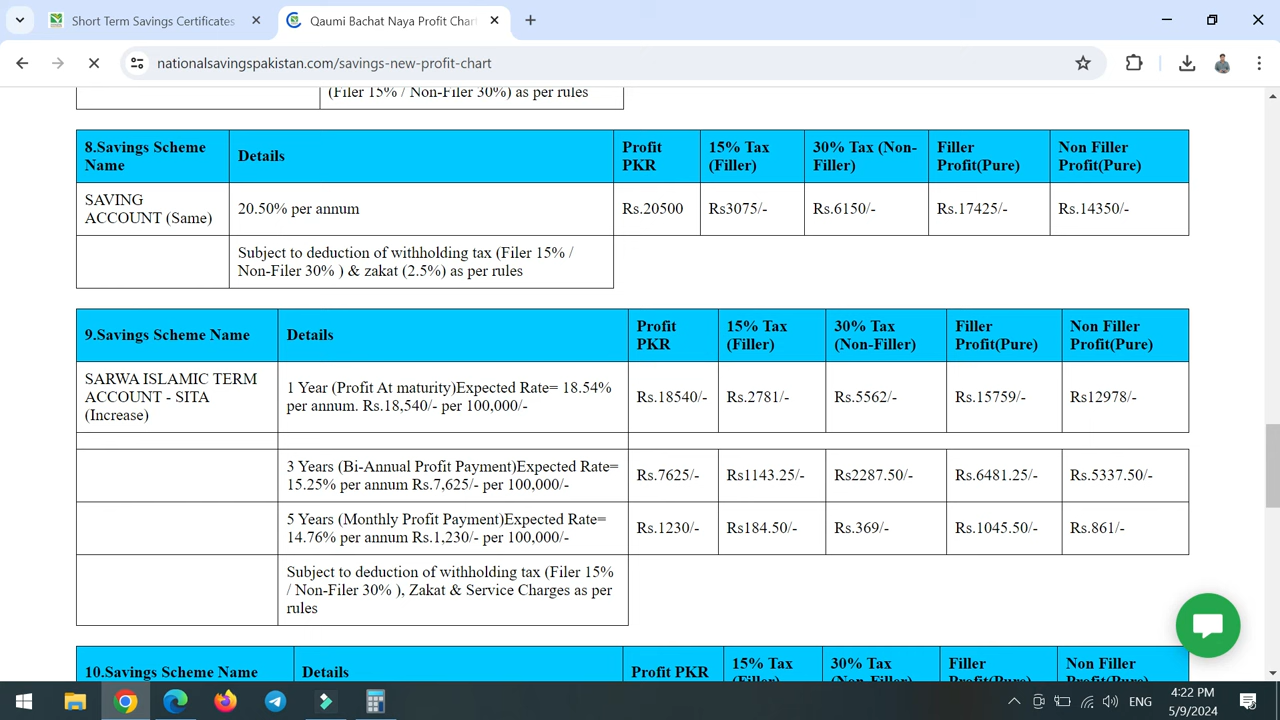 Short Term Savings Certificates
Qaumi Bachat Naya Profit Chart
nationalsavingspakistan.com/savings-new-profit-chart
(Filer 15% / Non-Filer 30%) as per rules
8.Savings Scheme Name
Details
Profit PKR
15% Tax (Filler)
30% Tax (Non-Filler)
Filler Profit(Pure)
Non Filler Profit(Pure)
SAVING ACCOUNT (Same)
20.50% per annum
Rs.20500
Rs3075/-
Rs.6150/-
Rs.17425/-
Rs.14350/-
Subject to deduction of withholding tax (Filer 15% /
Non-Filer 30% ) & zakat (2.5%) as per rules
9.Savings Scheme Name
Details
Profit PKR
15% Tax (Filler)
30% Tax (Non-Filler)
Filler Profit(Pure)
Non Filler Profit(Pure)
SARWA ISLAMIC TERM
ACCOUNT - SITA
(Increase)
1 Year (Profit At maturity)Expected Rate= 18.54%
per annum. Rs.18,540/- per 100,000/-
Rs.18540/-
Rs.2781/-
Rs.5562/-
Rs.15759/-
Rs12978/-
3 Years (Bi-Annual Profit Payment)Expected Rate=
15.25% per annum Rs.7,625/- per 100,000/-
Rs.7625/-
Rs1143.25/-
Rs2287.50/-
Rs.6481.25/-
Rs.5337.50/-
5 Years (Monthly Profit Payment)Expected Rate=
14.76% per annum Rs.1,230/- per 100,000/-
Rs.1230/-
Rs184.50/-
Rs.369/-
Rs.1045.50/-
Rs.861/-
Subject to deduction of withholding tax (Filer 15%
/ Non-Filer 30% ), Zakat & Service Charges as per
rules
10.Savings Scheme Name
Details
Profit PKR
15% Tax (Filler)
30% Tax (Non-Filler)
Filler Profit(Pure)
Non Filler Profit(Pure)
ENG
4:22 PM
5/9/2024